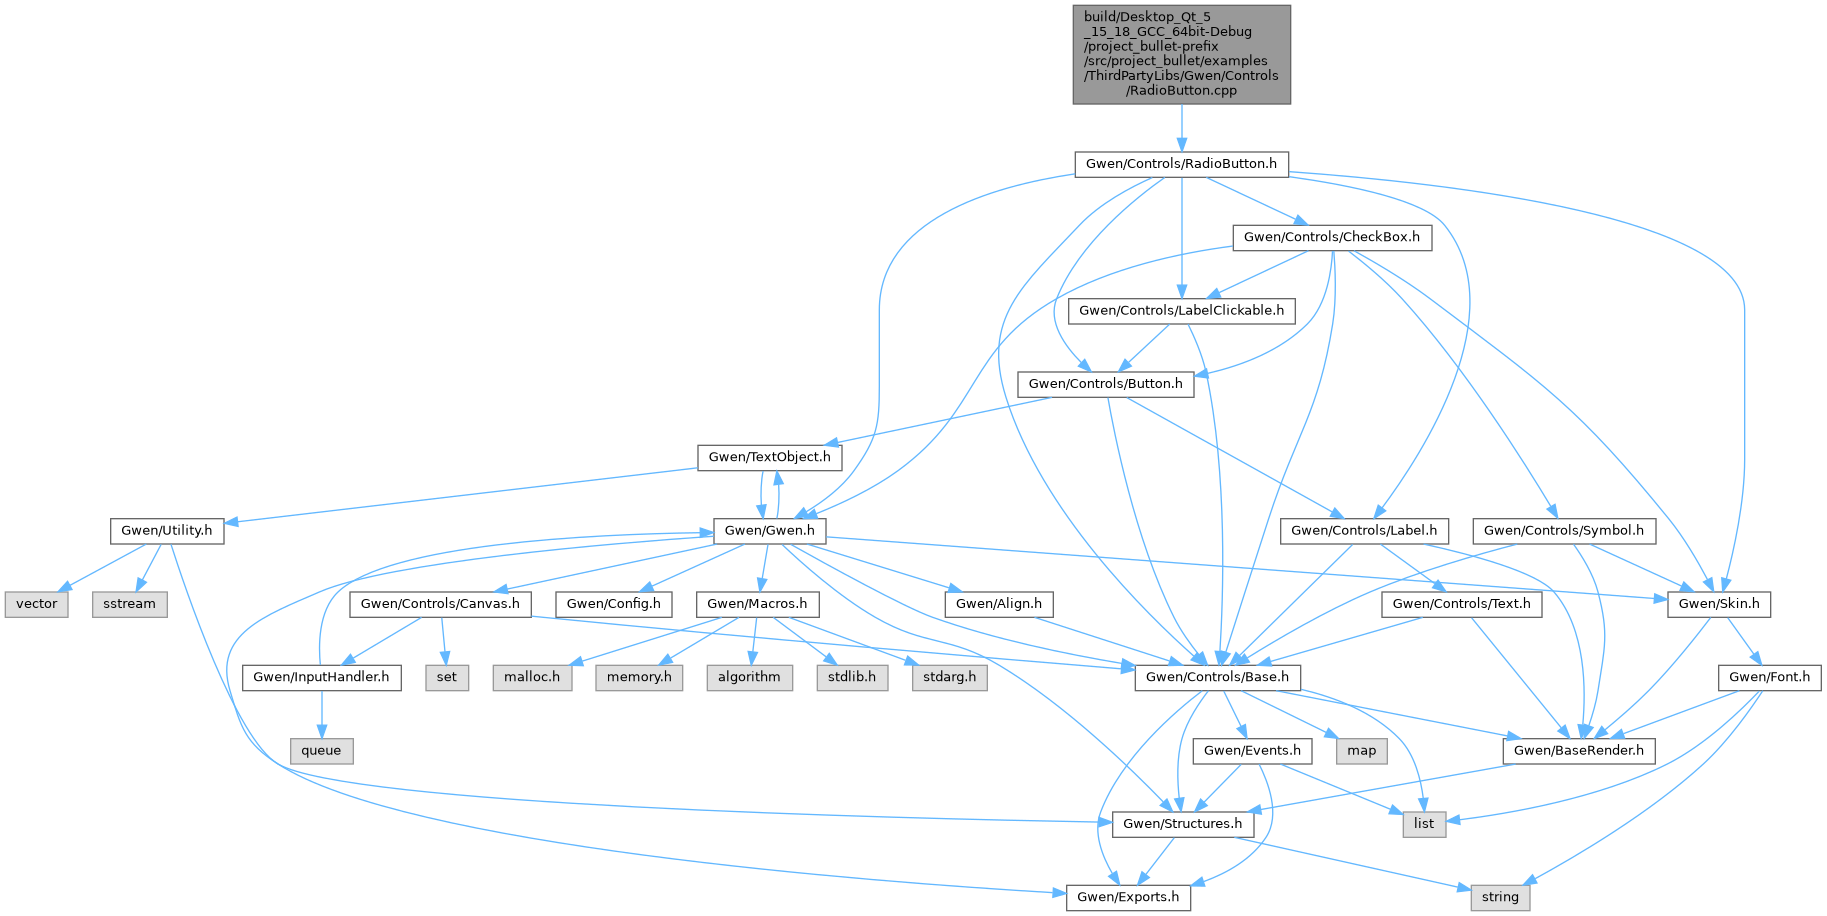 build/Desktop_Qt_5
_15_18_GCC_64bit-Debug
/project_bullet-prefix
/src/project_bullet/examples
/ThirdPartyLibs/Gwen/Controls
/RadioButton.cpp
Gwen/Controls/RadioButton.h
Gwen/Controls/CheckBox.h
Gwen/Controls/LabelClickable.h
Gwen/Controls/Button.h
Gwen/TextObject.h
Gwen/Utility.h
Gwen/Gwen.h
Gwen/Controls/Label.h
Gwen/Controls/Symbol.h
vector
sstream
Gwen/Controls/Canvas.h
Gwen/Config.h
Gwen/Macros.h
Gwen/Align.h
Gwen/Controls/Text.h
Gwen/Skin.h
Gwen/InputHandler.h
set
malloc.h
memory.h
algorithm
stdlib.h
stdarg.h
Gwen/Controls/Base.h
Gwen/Font.h
queue
Gwen/Events.h
map
Gwen/BaseRender.h
Gwen/Structures.h
list
Gwen/Exports.h
string